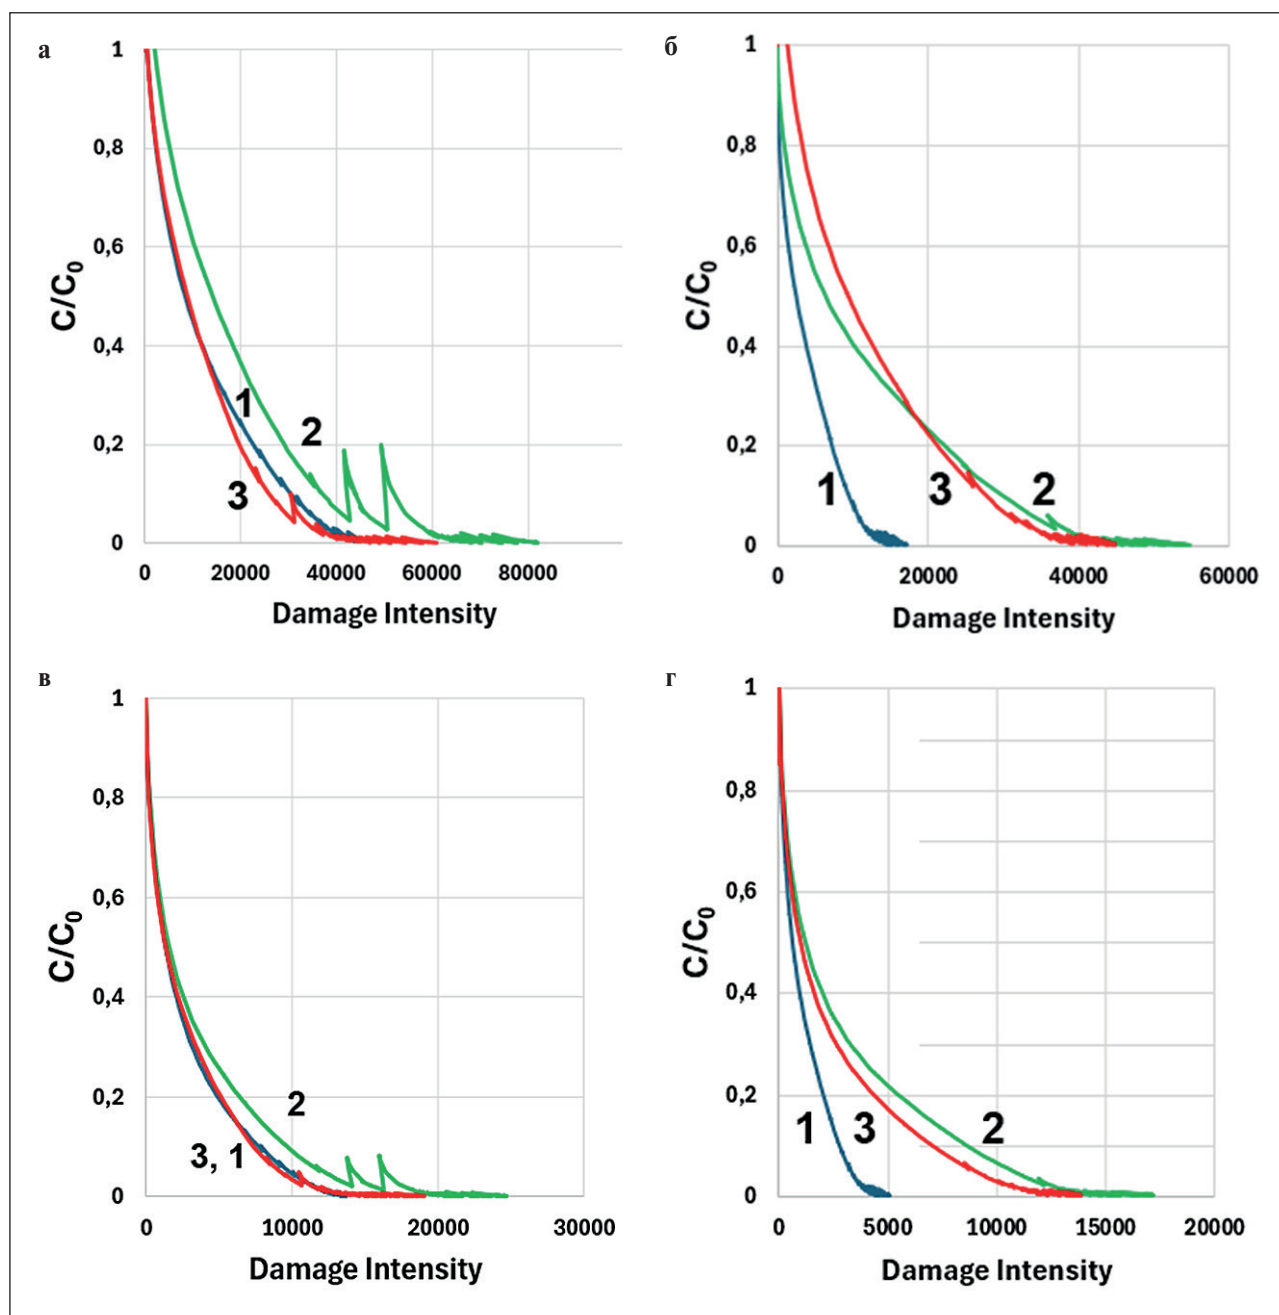 а
1
0,8
0,6
0,4
0,2
0
C/C₀
1
2
3
0 20000 40000 60000 80000
Damage Intensity
б
1
0,8
0,6
0,4
0,2
0
C/C₀
1
3
2
0 20000 40000 60000
Damage Intensity
в
1
0,8
0,6
0,4
0,2
0
C/C₀
2
3, 1
0 10000 20000 30000
Damage Intensity
г
1
0,8
0,6
0,4
0,2
0
C/C₀
1
3
2
0 5000 10000 15000 20000
Damage Intensity